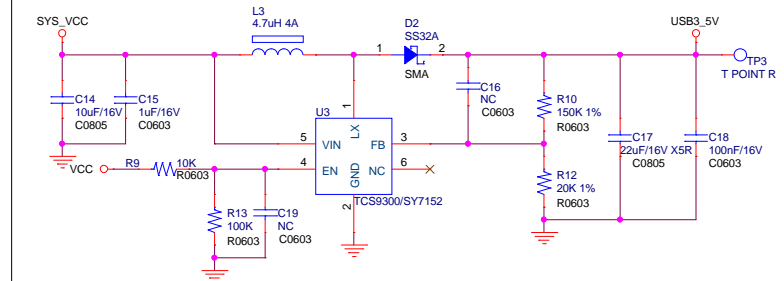 SYS_VCC
L3
4.7uH 4A
D2
SS32A
1
2
SMA
USB3_5V
TP3
T POINT R
C14
10uF/16V
C0805
C15
1uF/16V
C0603
C16
NC
C0603
R10
150K 1%
R0603
C17
22uF/16V X5R
C0805
C18
100nF/16V
C0603
U3
1
LX
5
VIN
FB
3
4
EN
NC
6
GND
2
TCS9300/SY7152
VCC
R9
10K
R0603
R13
100K
R0603
C19
NC
C0603
R12
20K 1%
R0603